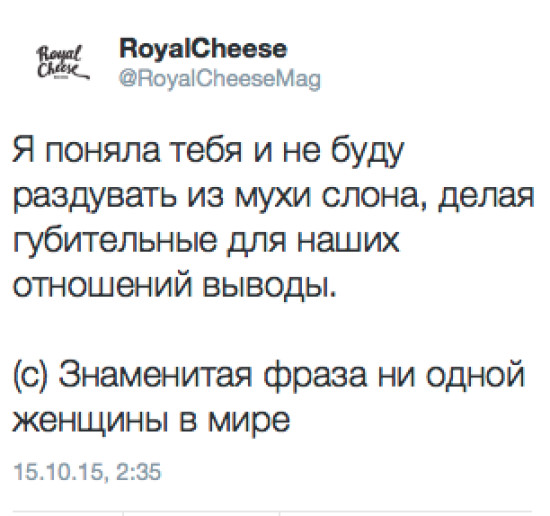 Royal
Cheese
RoyalCheese
@RoyalCheeseMag
Я поняла тебя и не буду
раздувать из мухи слона, делая
губительные для наших
отношений выводы.
(с) Знаменитая фраза ни одной
женщины в мире
15.10.15, 2:35